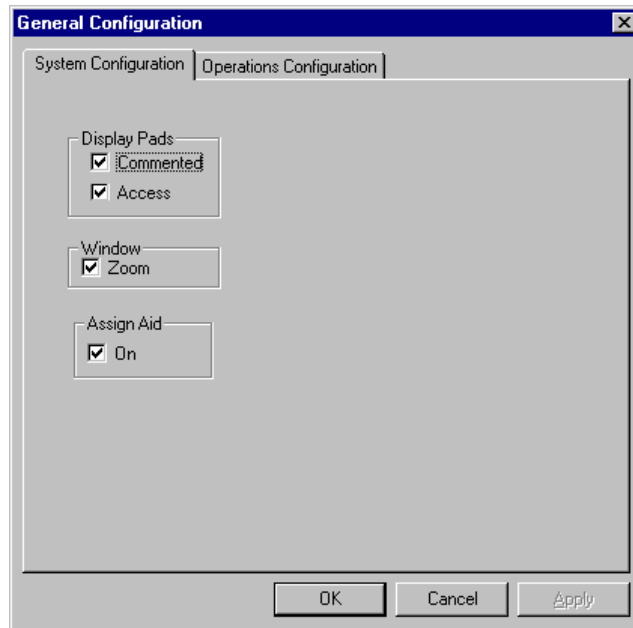 General Configuration
System Configuration
Operations Configuration
Display Pads
Commented
Access
Window
Zoom
Assign Aid
On
OK
Cancel
Apply